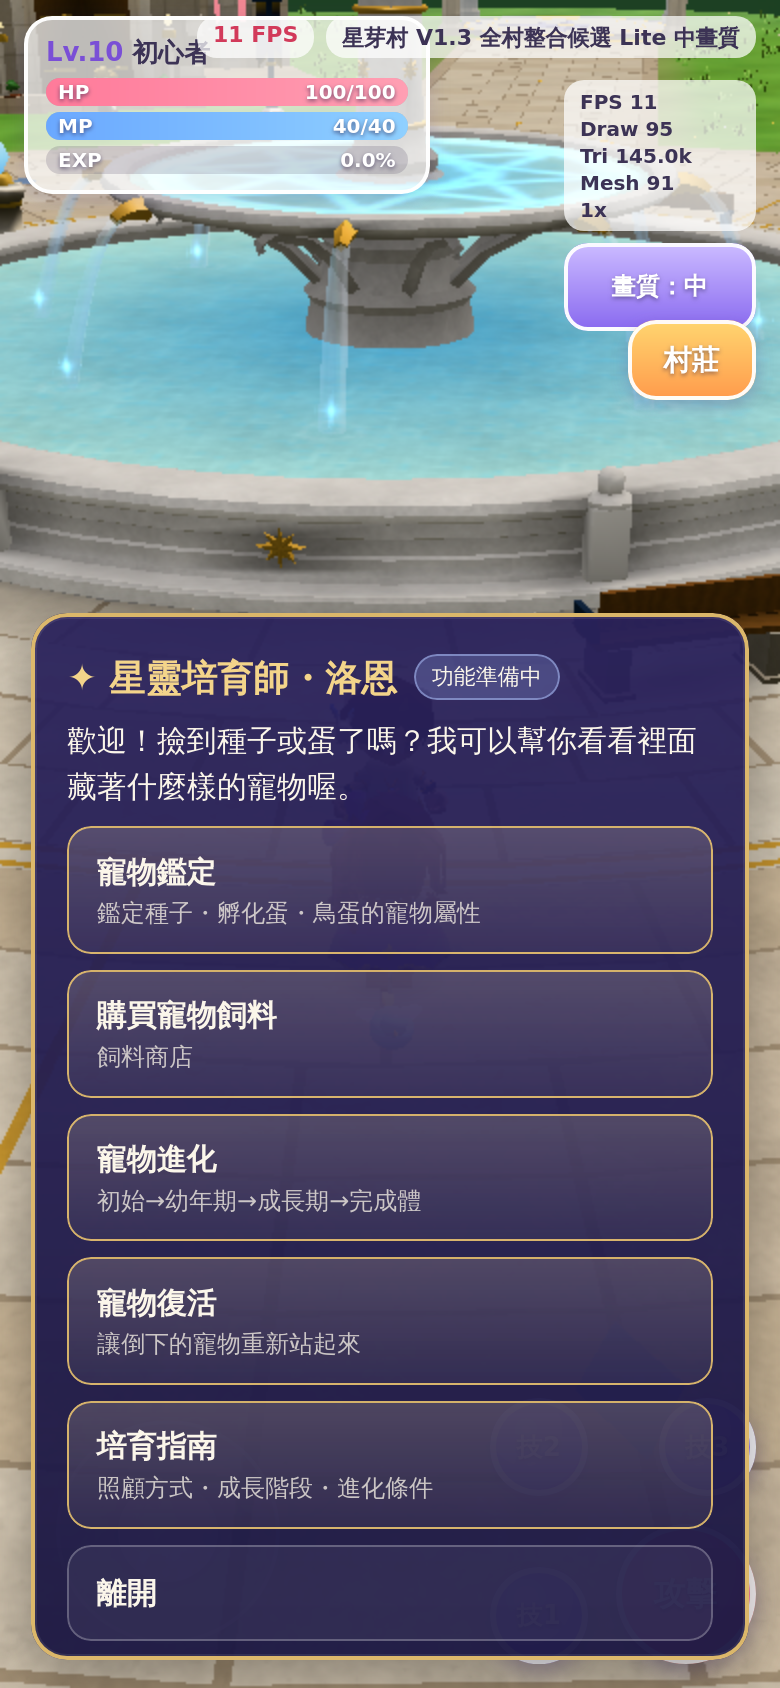 Lv.10 初心者
11 FPS
星芽村 V1.3 全村整合候選 Lite 中畫質
HP 100/100
MP 40/40
EXP 0.0%
FPS 11
Draw 95
Tri 145.0k
Mesh 91
1x
畫質：中
村莊
✦ 星靈培育師・洛恩 功能準備中
歡迎！撿到種子或蛋了嗎？我可以幫你看看裡面
藏著什麼樣的寵物喔。
寵物鑑定
鑑定種子・孵化蛋・鳥蛋的寵物屬性
購買寵物飼料
飼料商店
寵物進化
初始→幼年期→成長期→完成體
寵物復活
讓倒下的寵物重新站起來
培育指南
照顧方式・成長階段・進化條件
技2
技3
離開
技1
攻擊